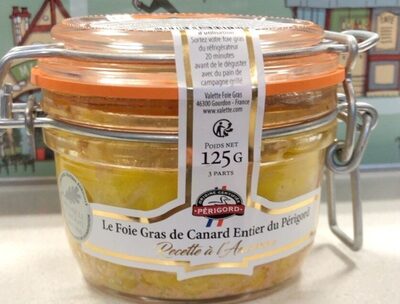 d'utilisation
Sortez votre foie gras
du réfrigérateur
20 minutes
avant de le déguster
avec du pain de
campagne grillé
Valette Foie Gras
46300 Gourdon - France
www.valette.com
POIDS NET
125G
3 PARTS
PÉRIGORD
Le Foie Gras de Canard Entier du Périgord
Recette à l'